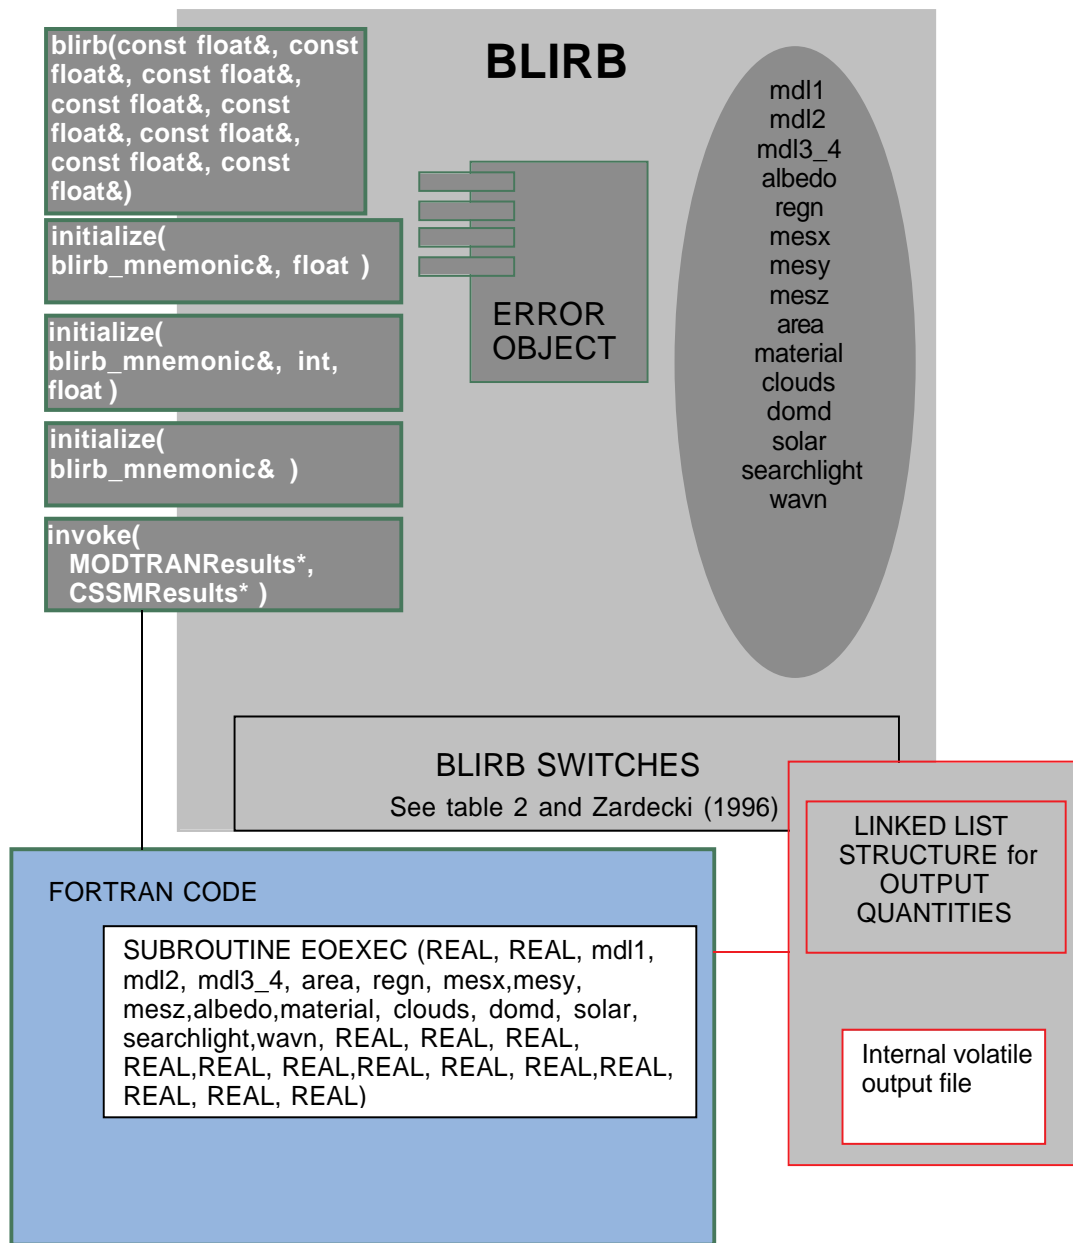 blirb(const float&, const
float&, const float&,
const float&, const
float&, const float&,
const float&, const
float&)
initialize(
blirb_mnemonic&, float )
initialize(
blirb_mnemonic&, int,
float )
initialize(
blirb_mnemonic& )
invoke(
MODTRANResults*,
CSSMResults* )
BLIRB
ERROR
OBJECT
mdl1
mdl2
mdl3_4
albedo
regn
mesx
mesy
mesz
area
material
clouds
domd
solar
searchlight
wavn
BLIRB SWITCHES
See table 2 and Zardecki (1996)
LINKED LIST
STRUCTURE for
OUTPUT
QUANTITIES
Internal volatile
output file
FORTRAN CODE
SUBROUTINE EOEXEC (REAL, REAL, mdl1,
mdl2, mdl3_4, area, regn, mesx,mesy,
mesz,albedo,material, clouds, domd, solar,
searchlight,wavn, REAL, REAL, REAL,
REAL,REAL, REAL,REAL, REAL, REAL,REAL,
REAL, REAL, REAL)